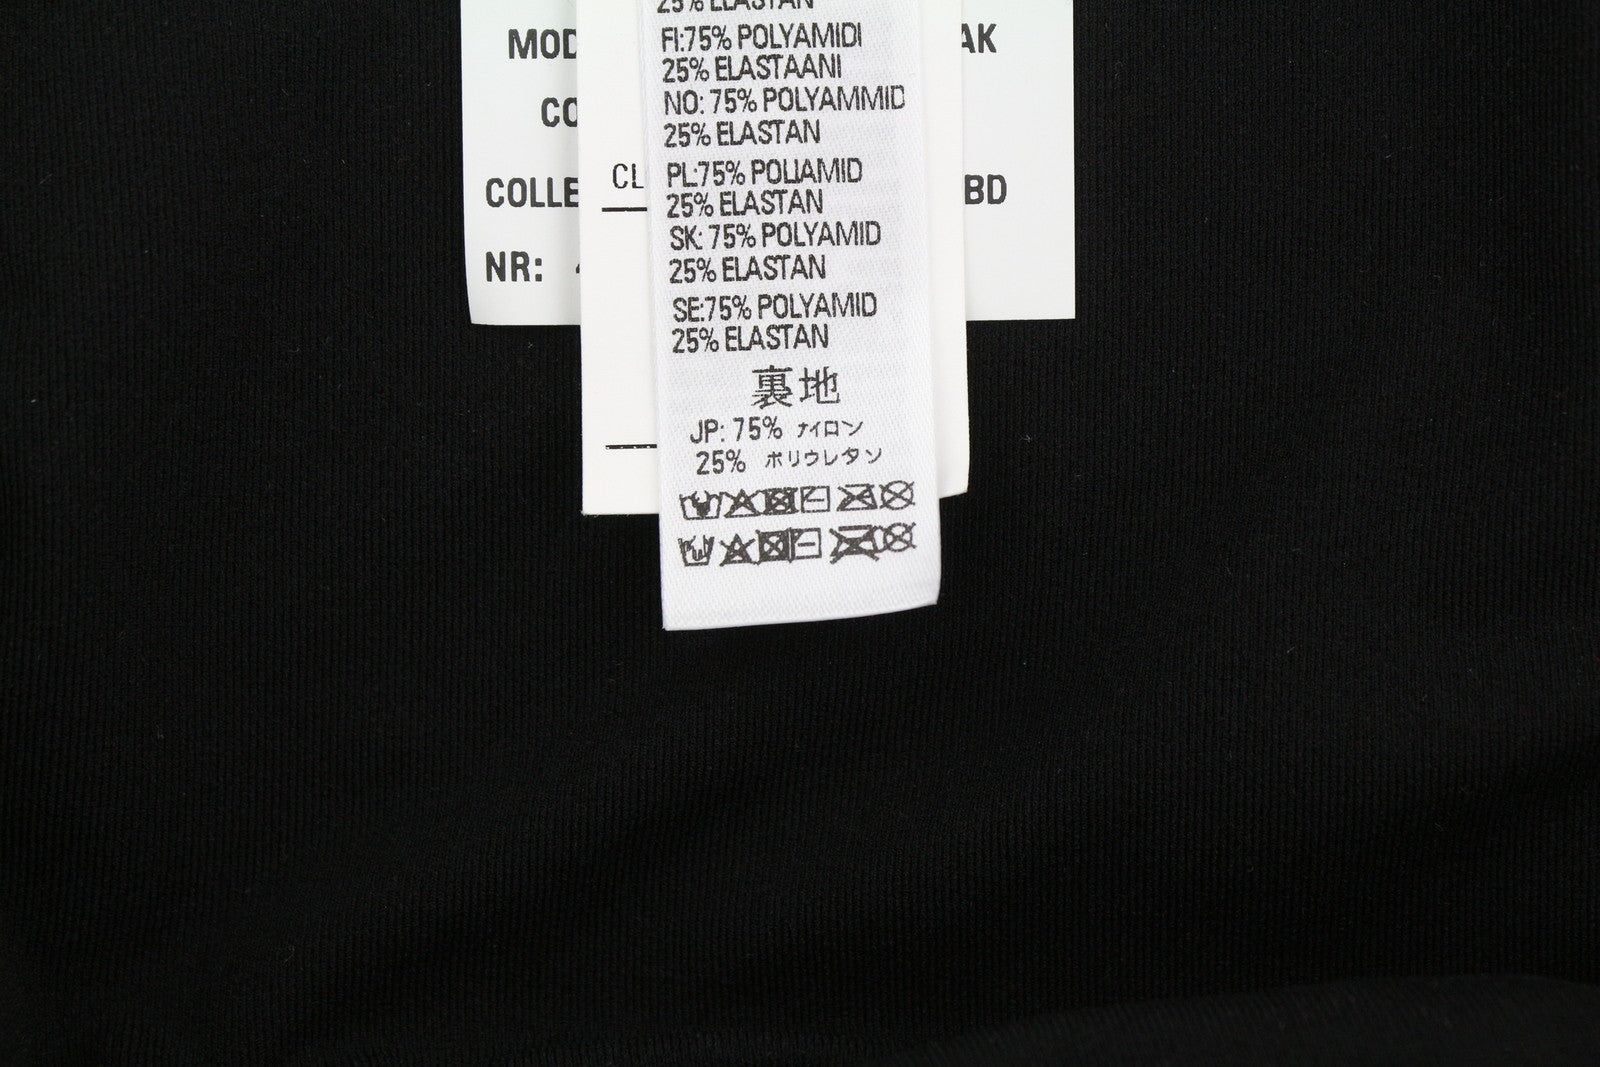 25% ELASTAN
FI:75% POLYAMIDI
25% ELASTAANI
NO: 75% POLYAMMID
25% ELASTAN
PL:75% POLIAMID
25% ELASTAN
SK: 75% POLYAMID
25% ELASTAN
SE:75% POLYAMID
25% ELASTAN
裏地
JP: 75% ナイロン
25% ポリウレタン
CL
MOD AK
CO
COLLE BD
NR: